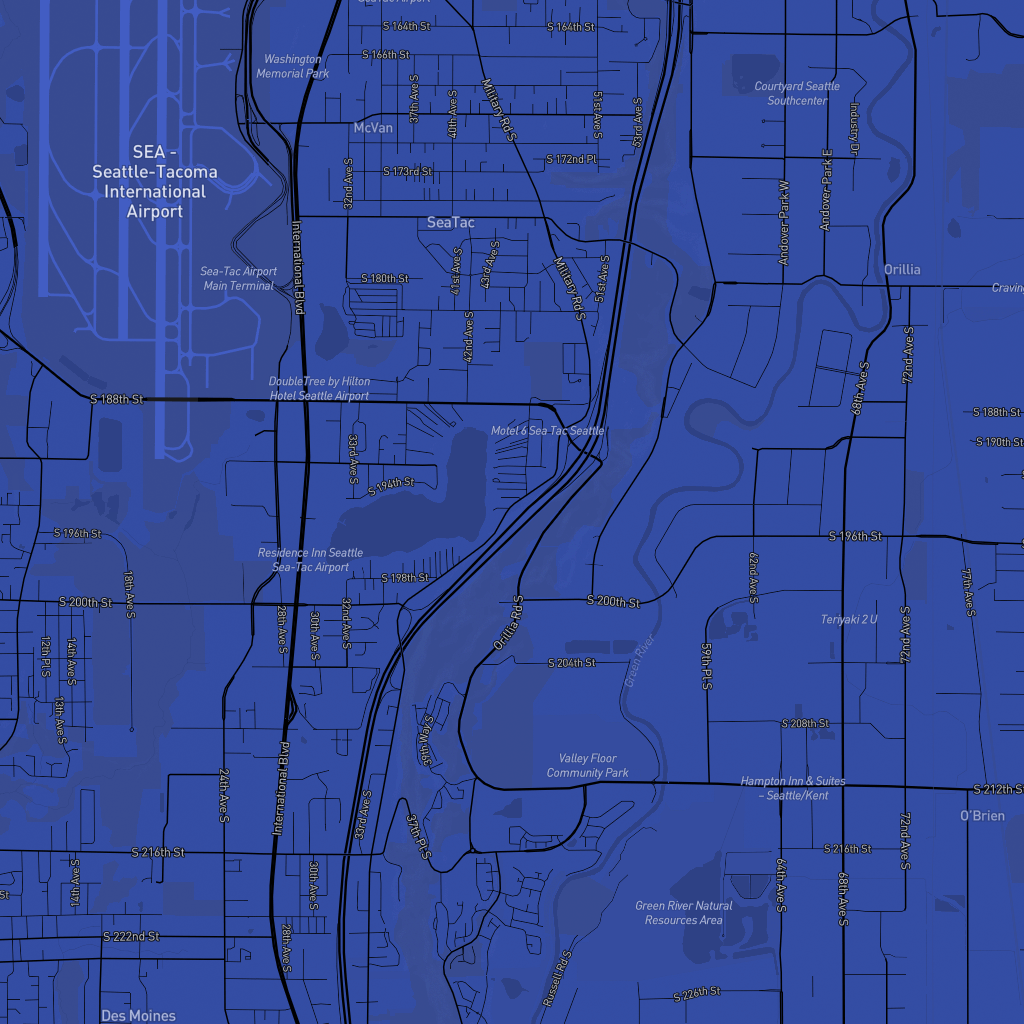 S 164th St
S 164th St
S 166th St
Washington
Memorial Park
37th Ave S
40th Ave S
Military Rd S
51st Ave S
53rd Ave S
Courtyard Seattle
Southcenter
Industry Dr
McVan
SEA -
Seattle-Tacoma
International
Airport
S 172nd Pl
S 173rd St
32nd Ave S
Andover Park W
Andover Park E
SeaTac
International Blvd
Sea-Tac Airport
Main Terminal
S 180th St
41st Ave S
43rd Ave S
Military Rd S
51st Ave S
Orillia
42nd Ave S
72nd Ave S
68th Ave S
DoubleTree by Hilton
Hotel Seattle Airport
S 188th St
S 188th St
Motel 6 Sea Tac Seattle
S 190th St
33rd Ave S
S 194th St
S 196th St
S 196th St
Residence Inn Seattle
Sea-Tac Airport
S 198th St
18th Ave S
62nd Ave S
77th Ave S
S 200th St
S 200th St
28th Ave S
30th Ave S
32nd Ave S
Orillia Rd S
Teriyaki 2 U
72nd Ave S
12th Pl S
14th Ave S
Green River
S 204th St
59th Pl S
13th Ave S
36th Way S
S 208th St
Valley Floor
Community Park
Hampton Inn & Suites
– Seattle/Kent
S 212th St
International Blvd
24th Ave S
33rd Ave S
37th Pl S
O'Brien
72nd Ave S
S 216th St
S 216th St
14th Ave S
30th Ave S
64th Ave S
68th Ave S
Green River Natural
Resources Area
S 222nd St
28th Ave S
Russell Rd S
S 226th St
Des Moines